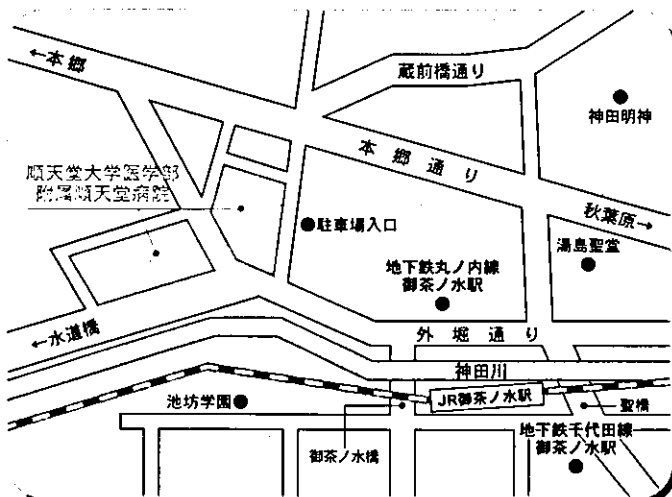 ←本郷
蔵前橋通り
神田明神
本郷通り
順天堂大学医学部
附属順天堂病院
秋葉原→
駐車場入口
湯島聖堂
地下鉄丸ノ内線
御茶ノ水駅
←水道橋
外堀通り
神田川
JR御茶ノ水駅
池坊学園
聖橋
御茶ノ水橋
地下鉄千代田線
御茶ノ水駅